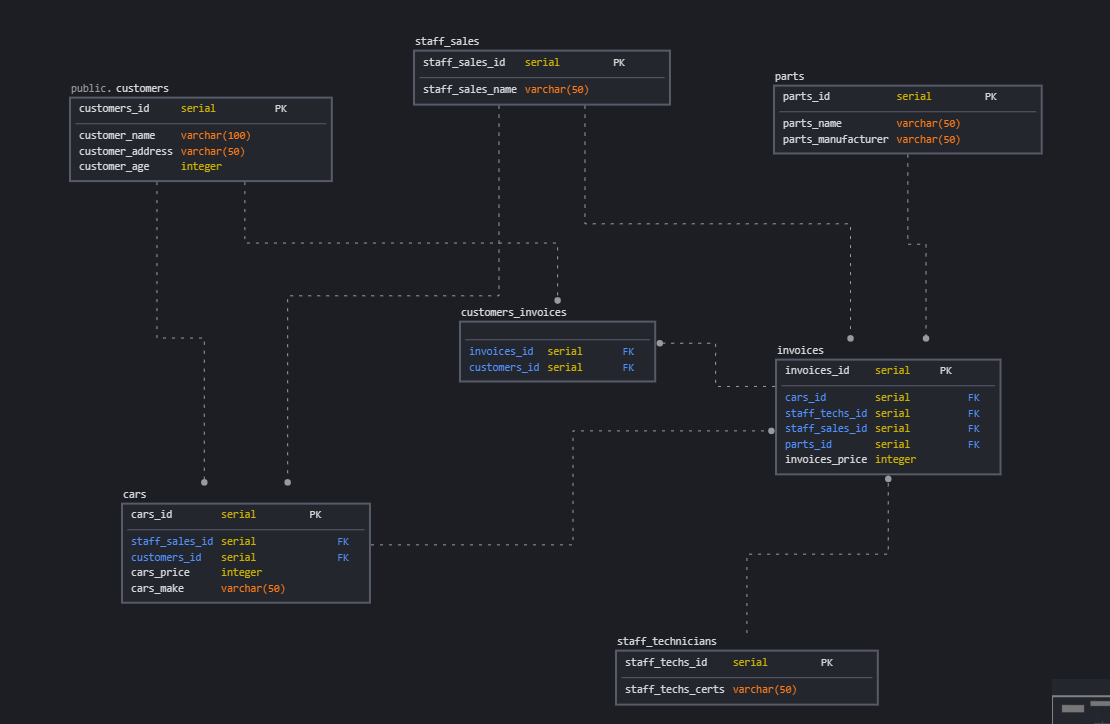 staff_sales
staff_sales_id serial PK
staff_sales_name varchar(50)
parts
parts_id serial PK
parts_name varchar(50)
parts_manufacturer varchar(50)
public. customers
customers_id serial PK
customer_name varchar(100)
customer_address varchar(50)
customer_age integer
customers_invoices
invoices_id serial FK
customers_id serial FK
invoices
invoices_id serial PK
cars_id serial FK
staff_techs_id serial FK
staff_sales_id serial FK
parts_id serial FK
invoices_price integer
cars
cars_id serial PK
staff_sales_id serial FK
customers_id serial FK
cars_price integer
cars_make varchar(50)
staff_technicians
staff_techs_id serial PK
staff_techs_certs varchar(50)